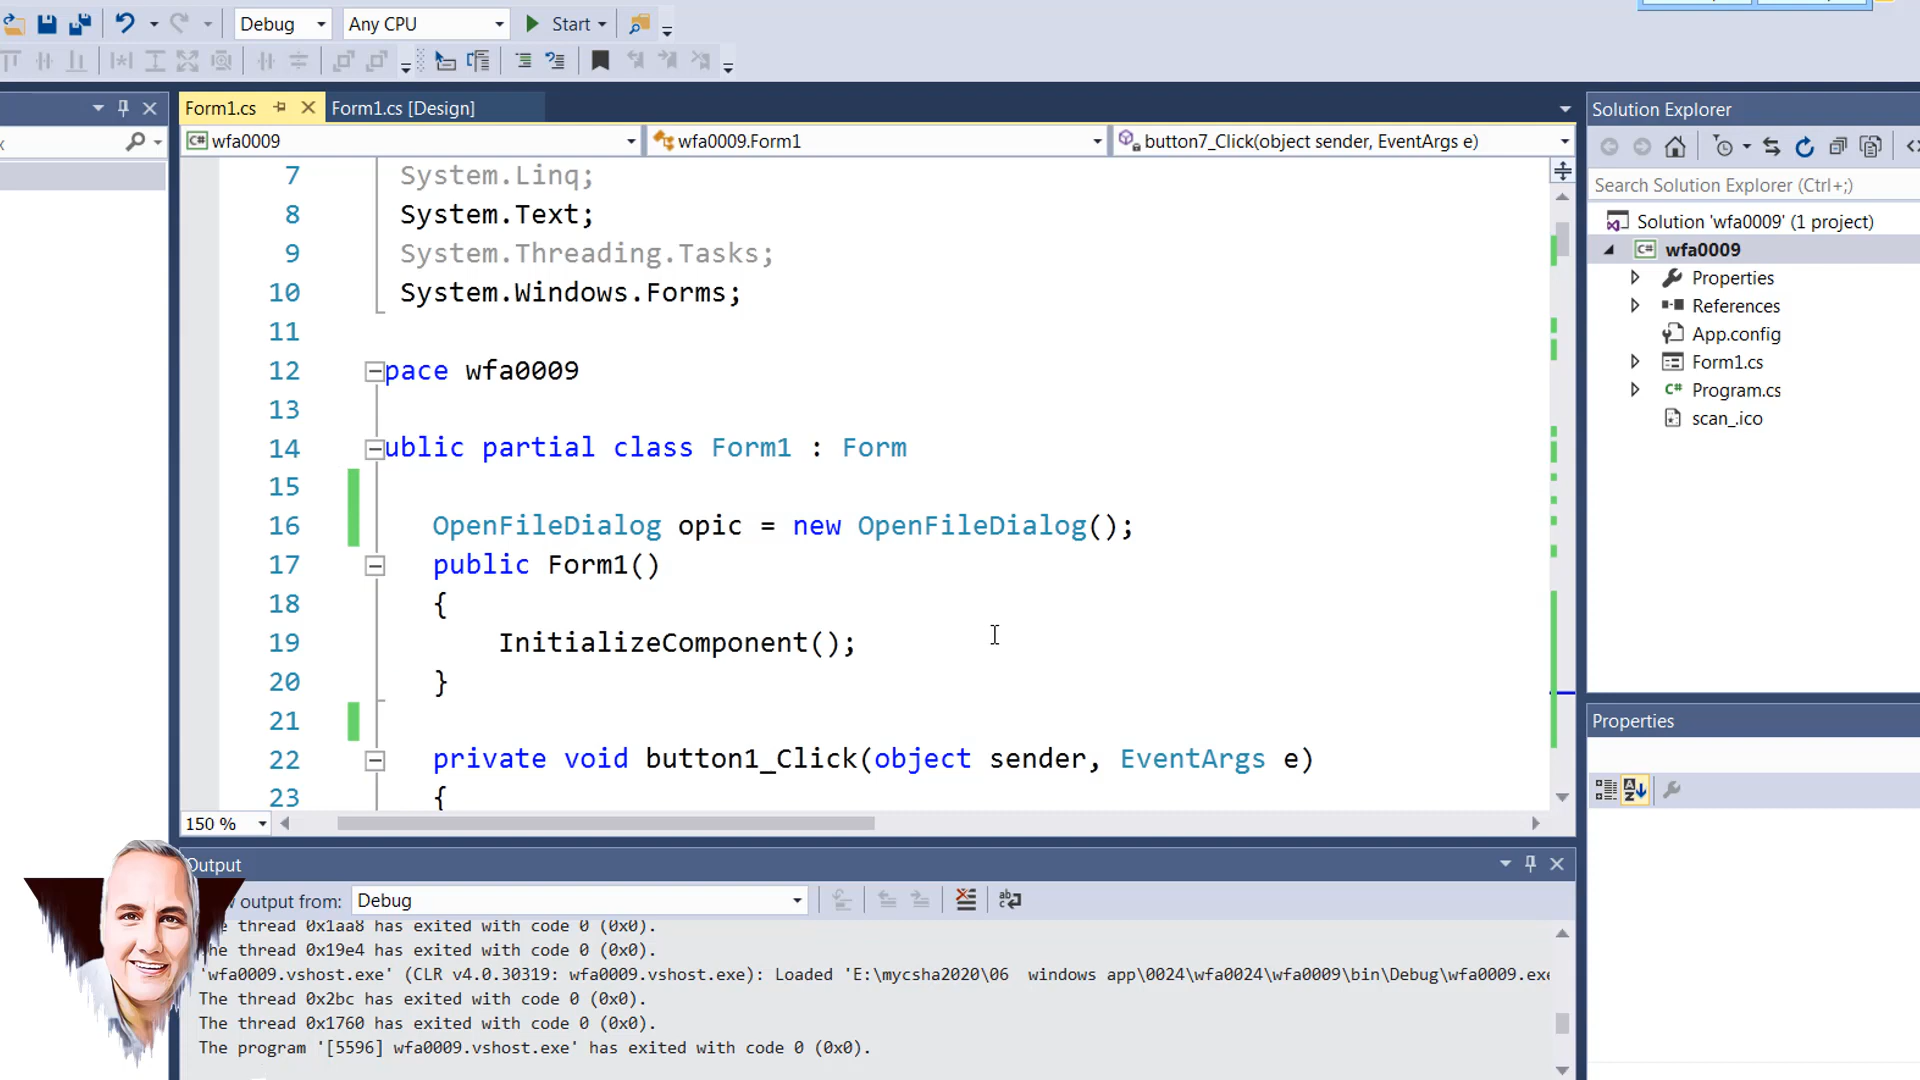 Debug
Any CPU
Start
Form1.cs
Form1.cs [Design]
wfa0009
wfa0009.Form1
button7_Click(object sender, EventArgs e)
7 System.Linq;
8 System.Text;
9 System.Threading.Tasks;
10 System.Windows.Forms;
11
12 pace wfa0009
13
14 ublic partial class Form1 : Form
15
16 OpenFileDialog opic = new OpenFileDialog();
17 public Form1()
18 {
19 InitializeComponent();
20 }
21
22 private void button1_Click(object sender, EventArgs e)
23 {
150 %
Solution Explorer
Search Solution Explorer (Ctrl+;)
Solution 'wfa0009' (1 project)
wfa0009
Properties
References
App.config
Form1.cs
Program.cs
scan_.ico
Properties
Output
output from: Debug
thread 0x1aa8 has exited with code 0 (0x0).
he thread 0x19e4 has exited with code 0 (0x0).
'wfa0009.vshost.exe' (CLR v4.0.30319: wfa0009.vshost.exe): Loaded 'E:\mycsha2020\06  windows app\0024\wfa0024\wfa0009\bin\Debug\wfa0009.exe
The thread 0x2bc has exited with code 0 (0x0).
The thread 0x1760 has exited with code 0 (0x0).
The program '[5596] wfa0009.vshost.exe' has exited with code 0 (0x0).